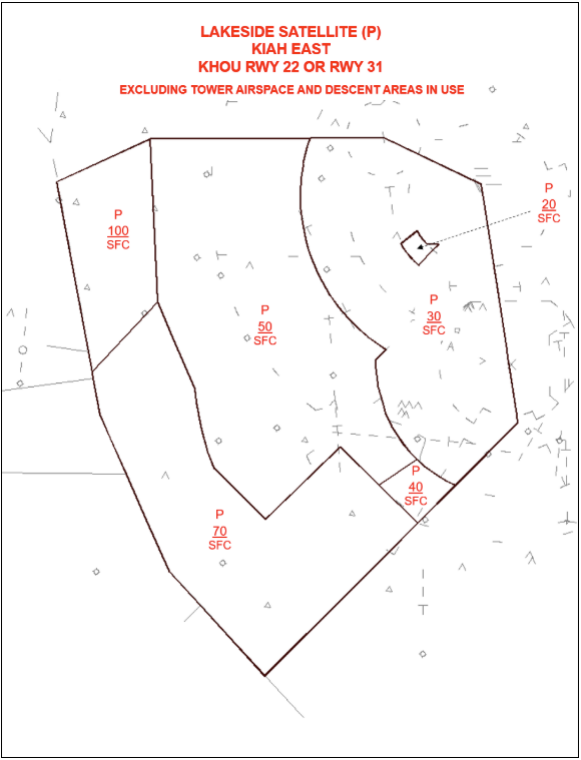 LAKESIDE SATELLITE (P)
KIAH EAST
KHOU RWY 22 OR RWY 31
EXCLUDING TOWER AIRSPACE AND DESCENT AREAS IN USE
P
20
SFC
P
100
SFC
P
50
SFC
P
30
SFC
P
40
SFC
P
70
SFC